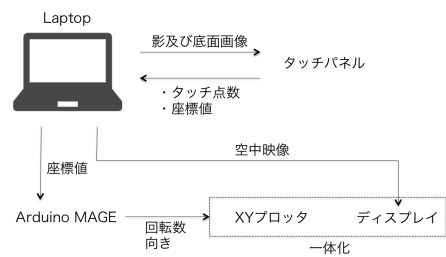 Laptop
影及び底面画像
タッチパネル
・タッチ点数
・座標値
空中映像
座標値
Arduino MAGE
回転数
向き
XYプロッタ
ディスプレイ
一体化